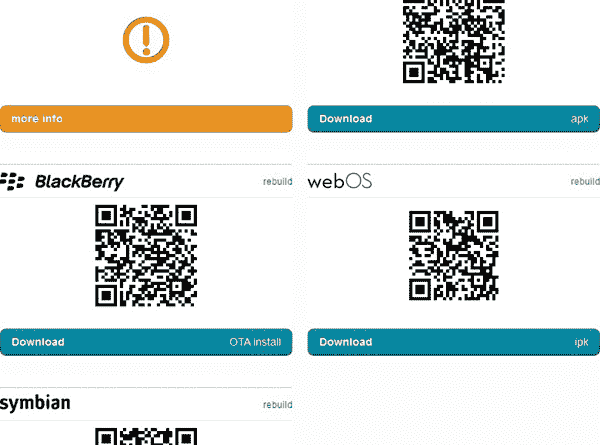 more info
Download apk
BlackBerry rebuild
webOS rebuild
Download OTA install
Download ipk
symbian rebuild